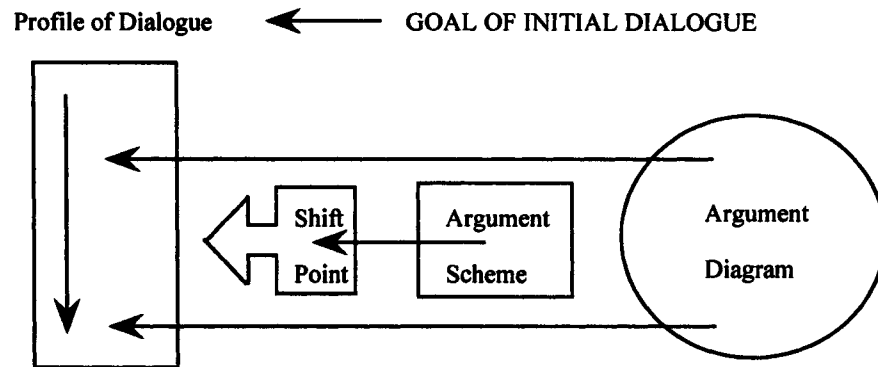 Profile of Dialogue GOAL OF INITIAL DIALOGUE
Shift
Point
Argument
Scheme
Argument
Diagram